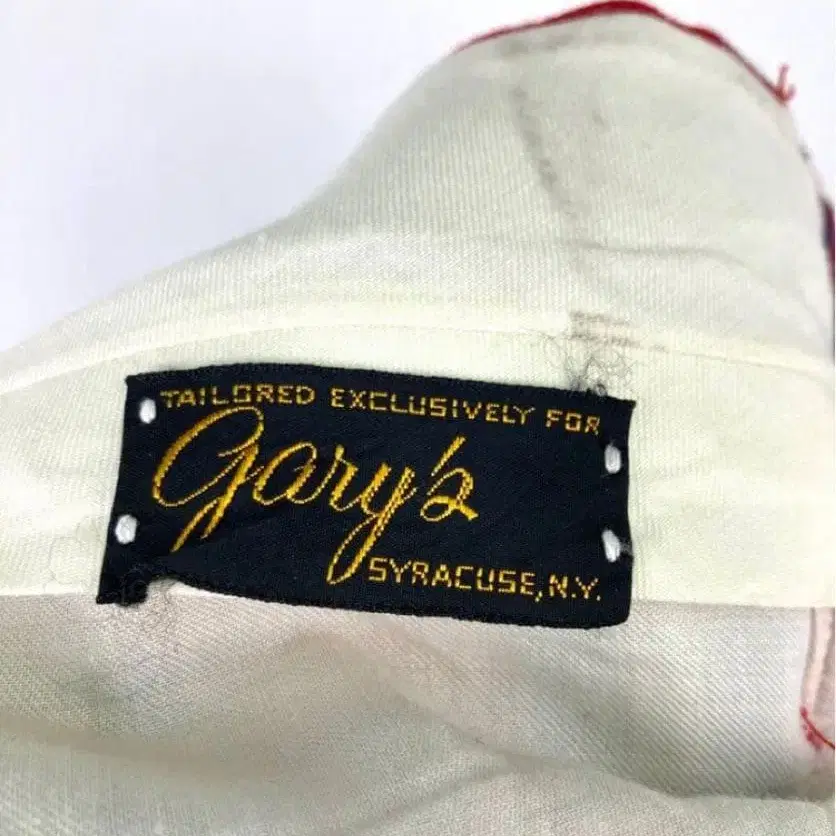 TAILORED EXCLUSIVELY FOR
Gary's
SYRACUSE, N.Y.